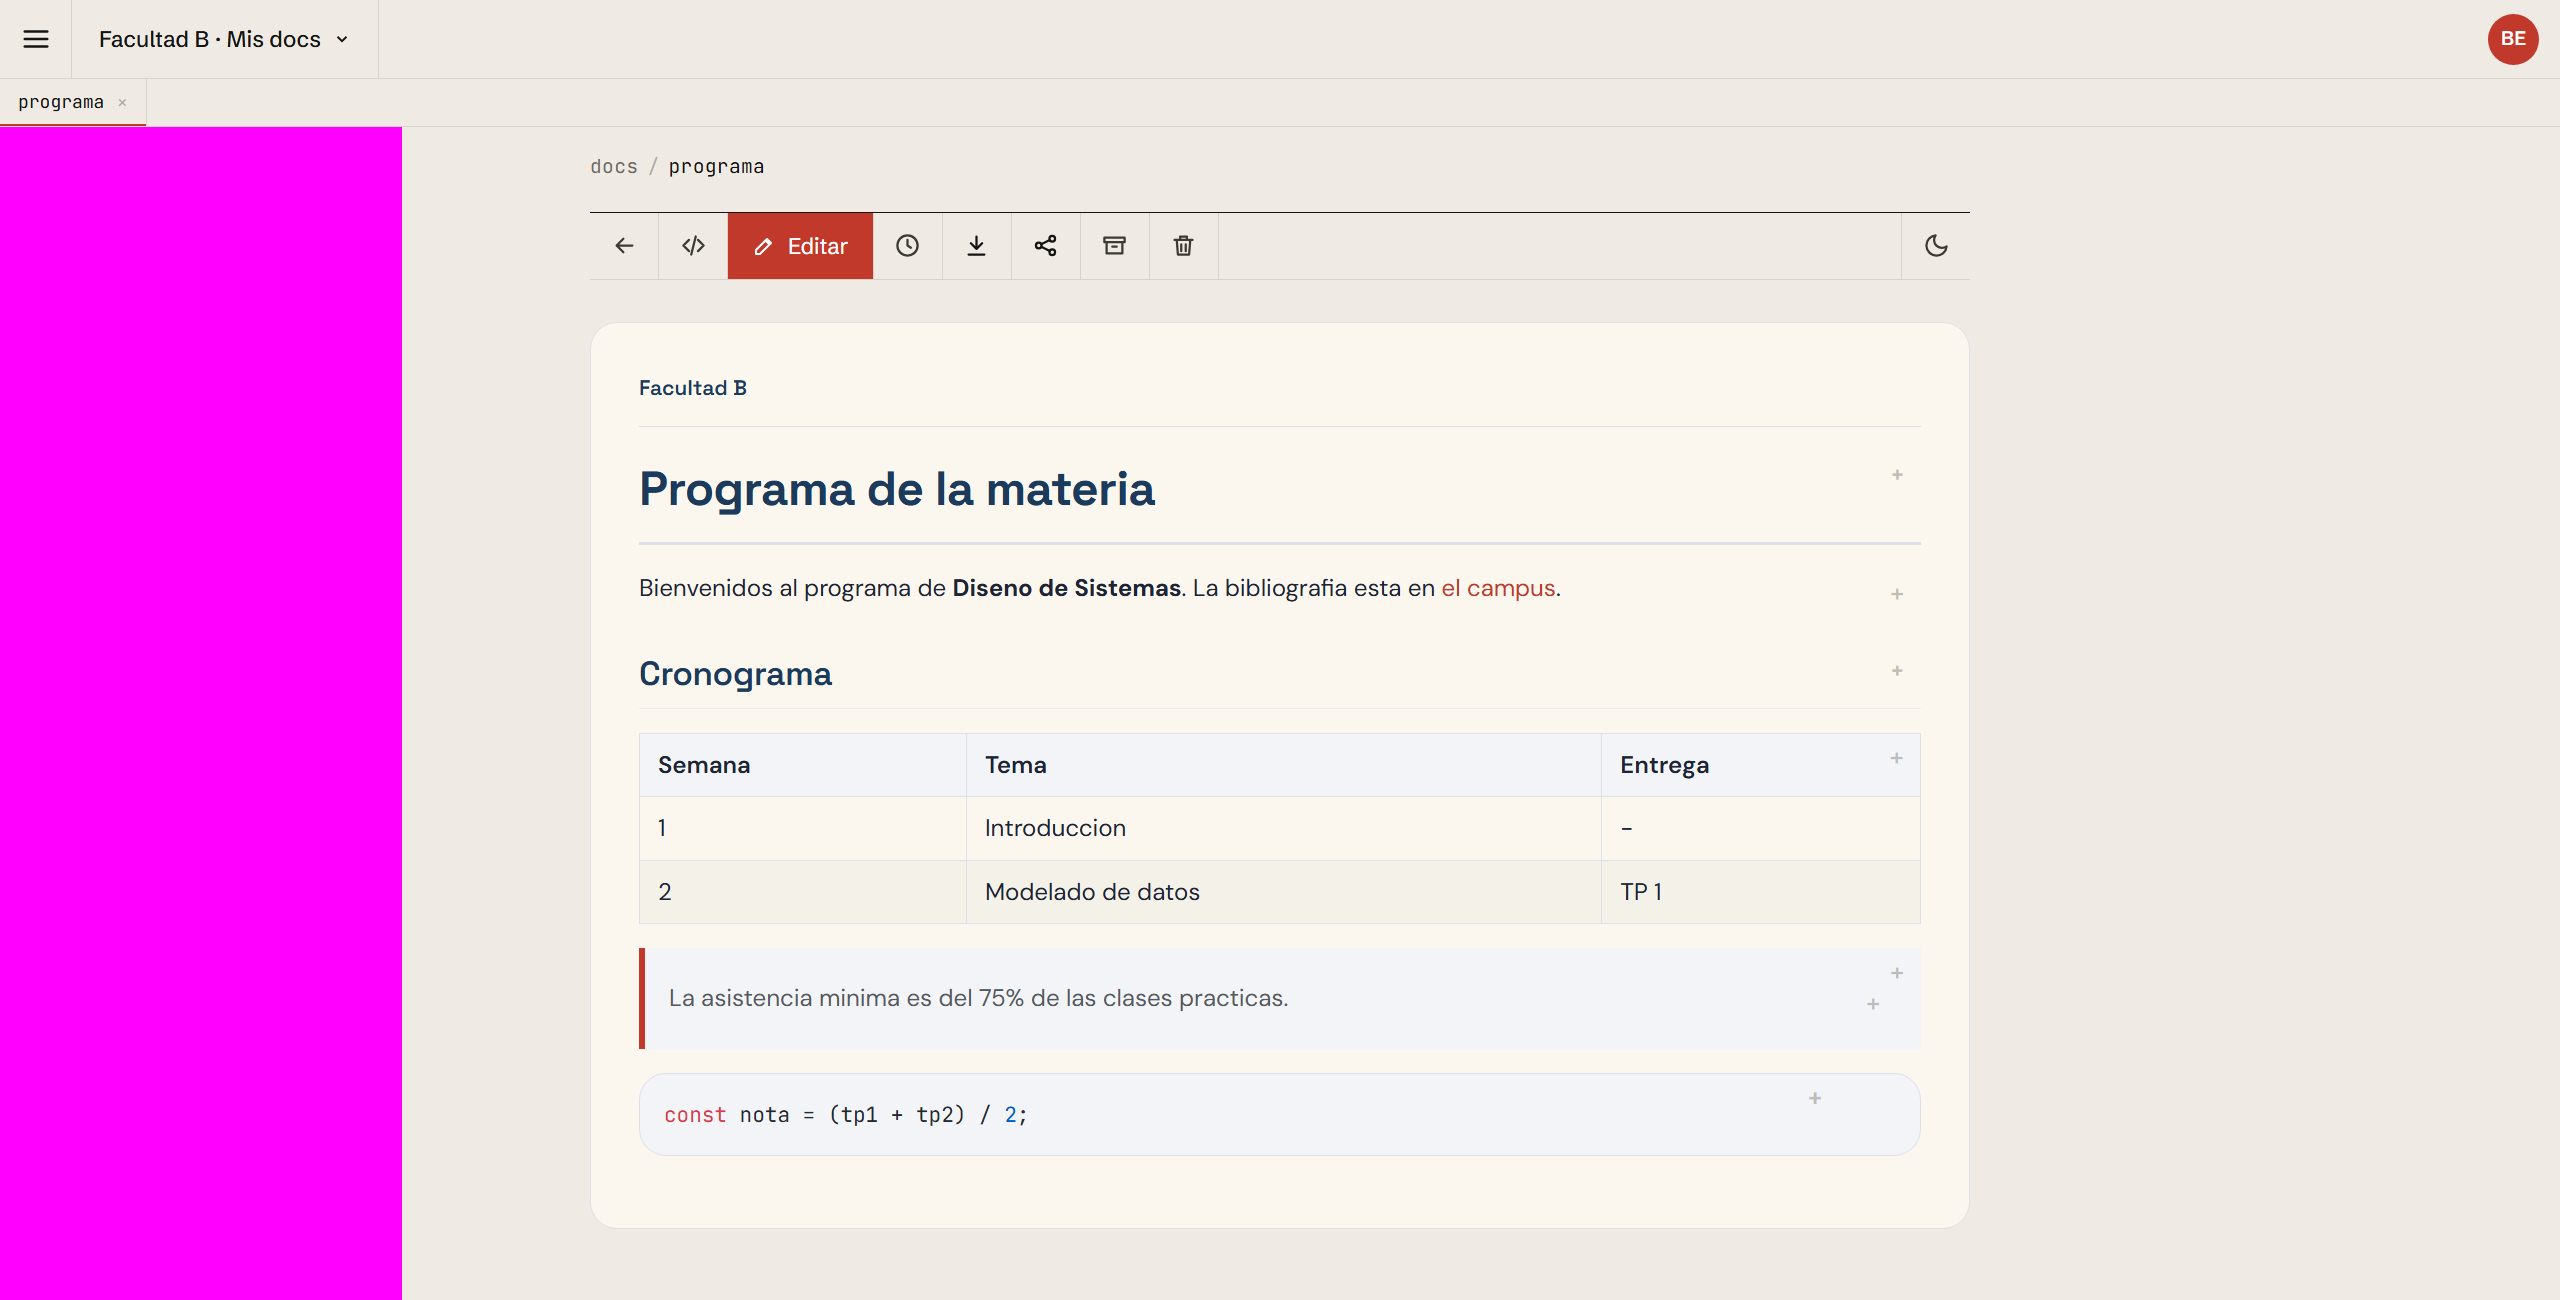 Facultad B · Mis docs
BE
programa ×
docs / programa
Editar
Facultad B
Programa de la materia
+
Bienvenidos al programa de Diseno de Sistemas. La bibliografia esta en el campus.
+
Cronograma
+
Semana Tema Entrega +
1 Introduccion -
2 Modelado de datos TP 1
+
La asistencia minima es del 75% de las clases practicas.
+
+
const nota = (tp1 + tp2) / 2;